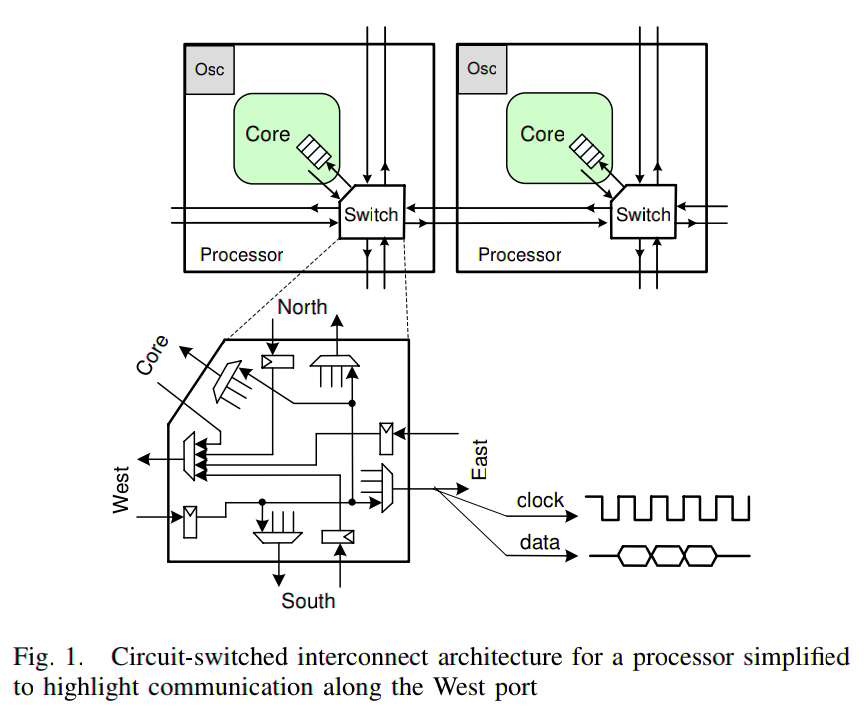 Osc
Osc
Core
Core
Switch
Switch
Processor
Processor
North
Core
West
East
clock
data
South
Fig. 1. Circuit-switched interconnect architecture for a processor simplified
to highlight communication along the West port